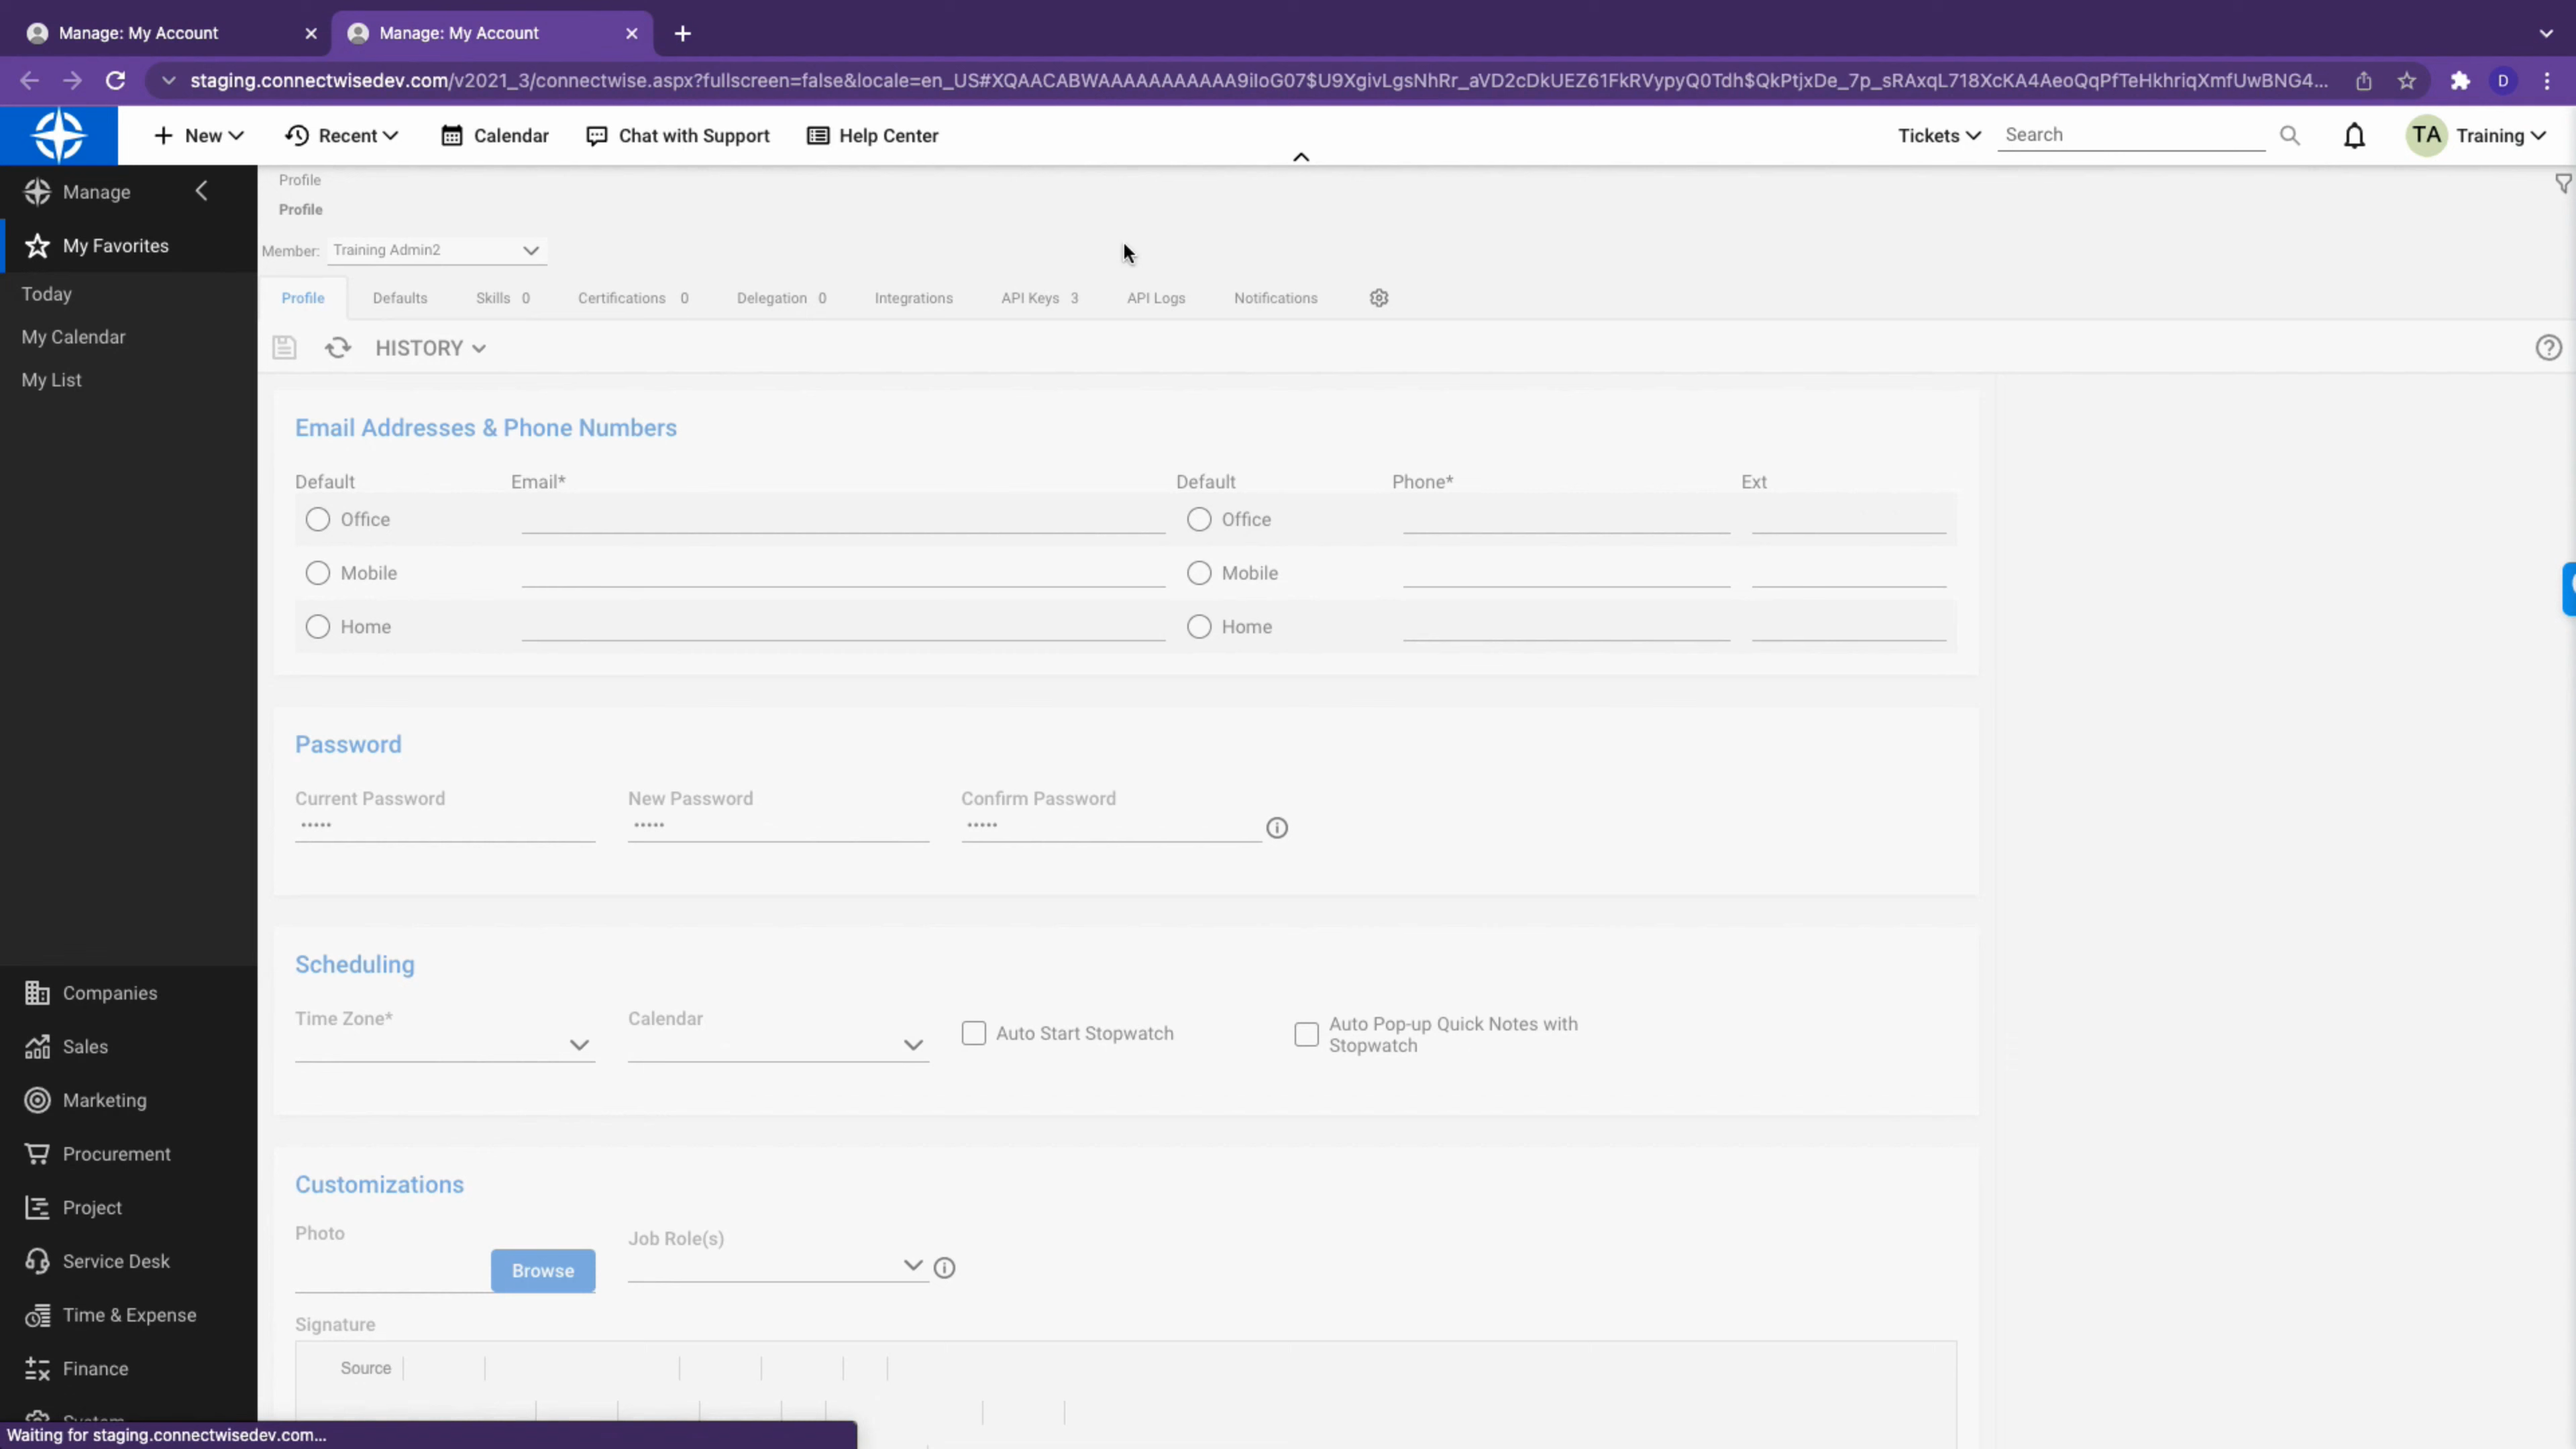 Manage: My Account
Manage: My Account
staging.connectwisedev.com/v2021_3/connectwise.aspx?fullscreen=false&locale=en_US#XQAACABWAAAAAAAAAAA9iIoG07$U9XgivLgsNhRr_aVD2cDkUEZ61FkRVypyQ0Tdh$QkPtjxDe_7p_sRAxqL718XcKA4AeoQqPfTeHkhriqXmfUwBNG4...
D
New
Recent
Calendar
Chat with Support
Help Center
Tickets
Search
TA
Training
Manage
My Favorites
Today
My Calendar
My List
Companies
Sales
Marketing
Procurement
Project
Service Desk
Time & Expense
Finance
System
Profile
Profile
Member: Training Admin2
Profile
Defaults
Skills 0
Certifications 0
Delegation 0
Integrations
API Keys 3
API Logs
Notifications
HISTORY
Email Addresses & Phone Numbers
Default Email* Default Phone* Ext
Office Office
Mobile Mobile
Home Home
Password
Current Password New Password Confirm Password
Scheduling
Time Zone* Calendar
Auto Start Stopwatch
Auto Pop-up Quick Notes with
Stopwatch
Customizations
Photo
Browse
Job Role(s)
Signature
Source
Waiting for staging.connectwisedev.com...